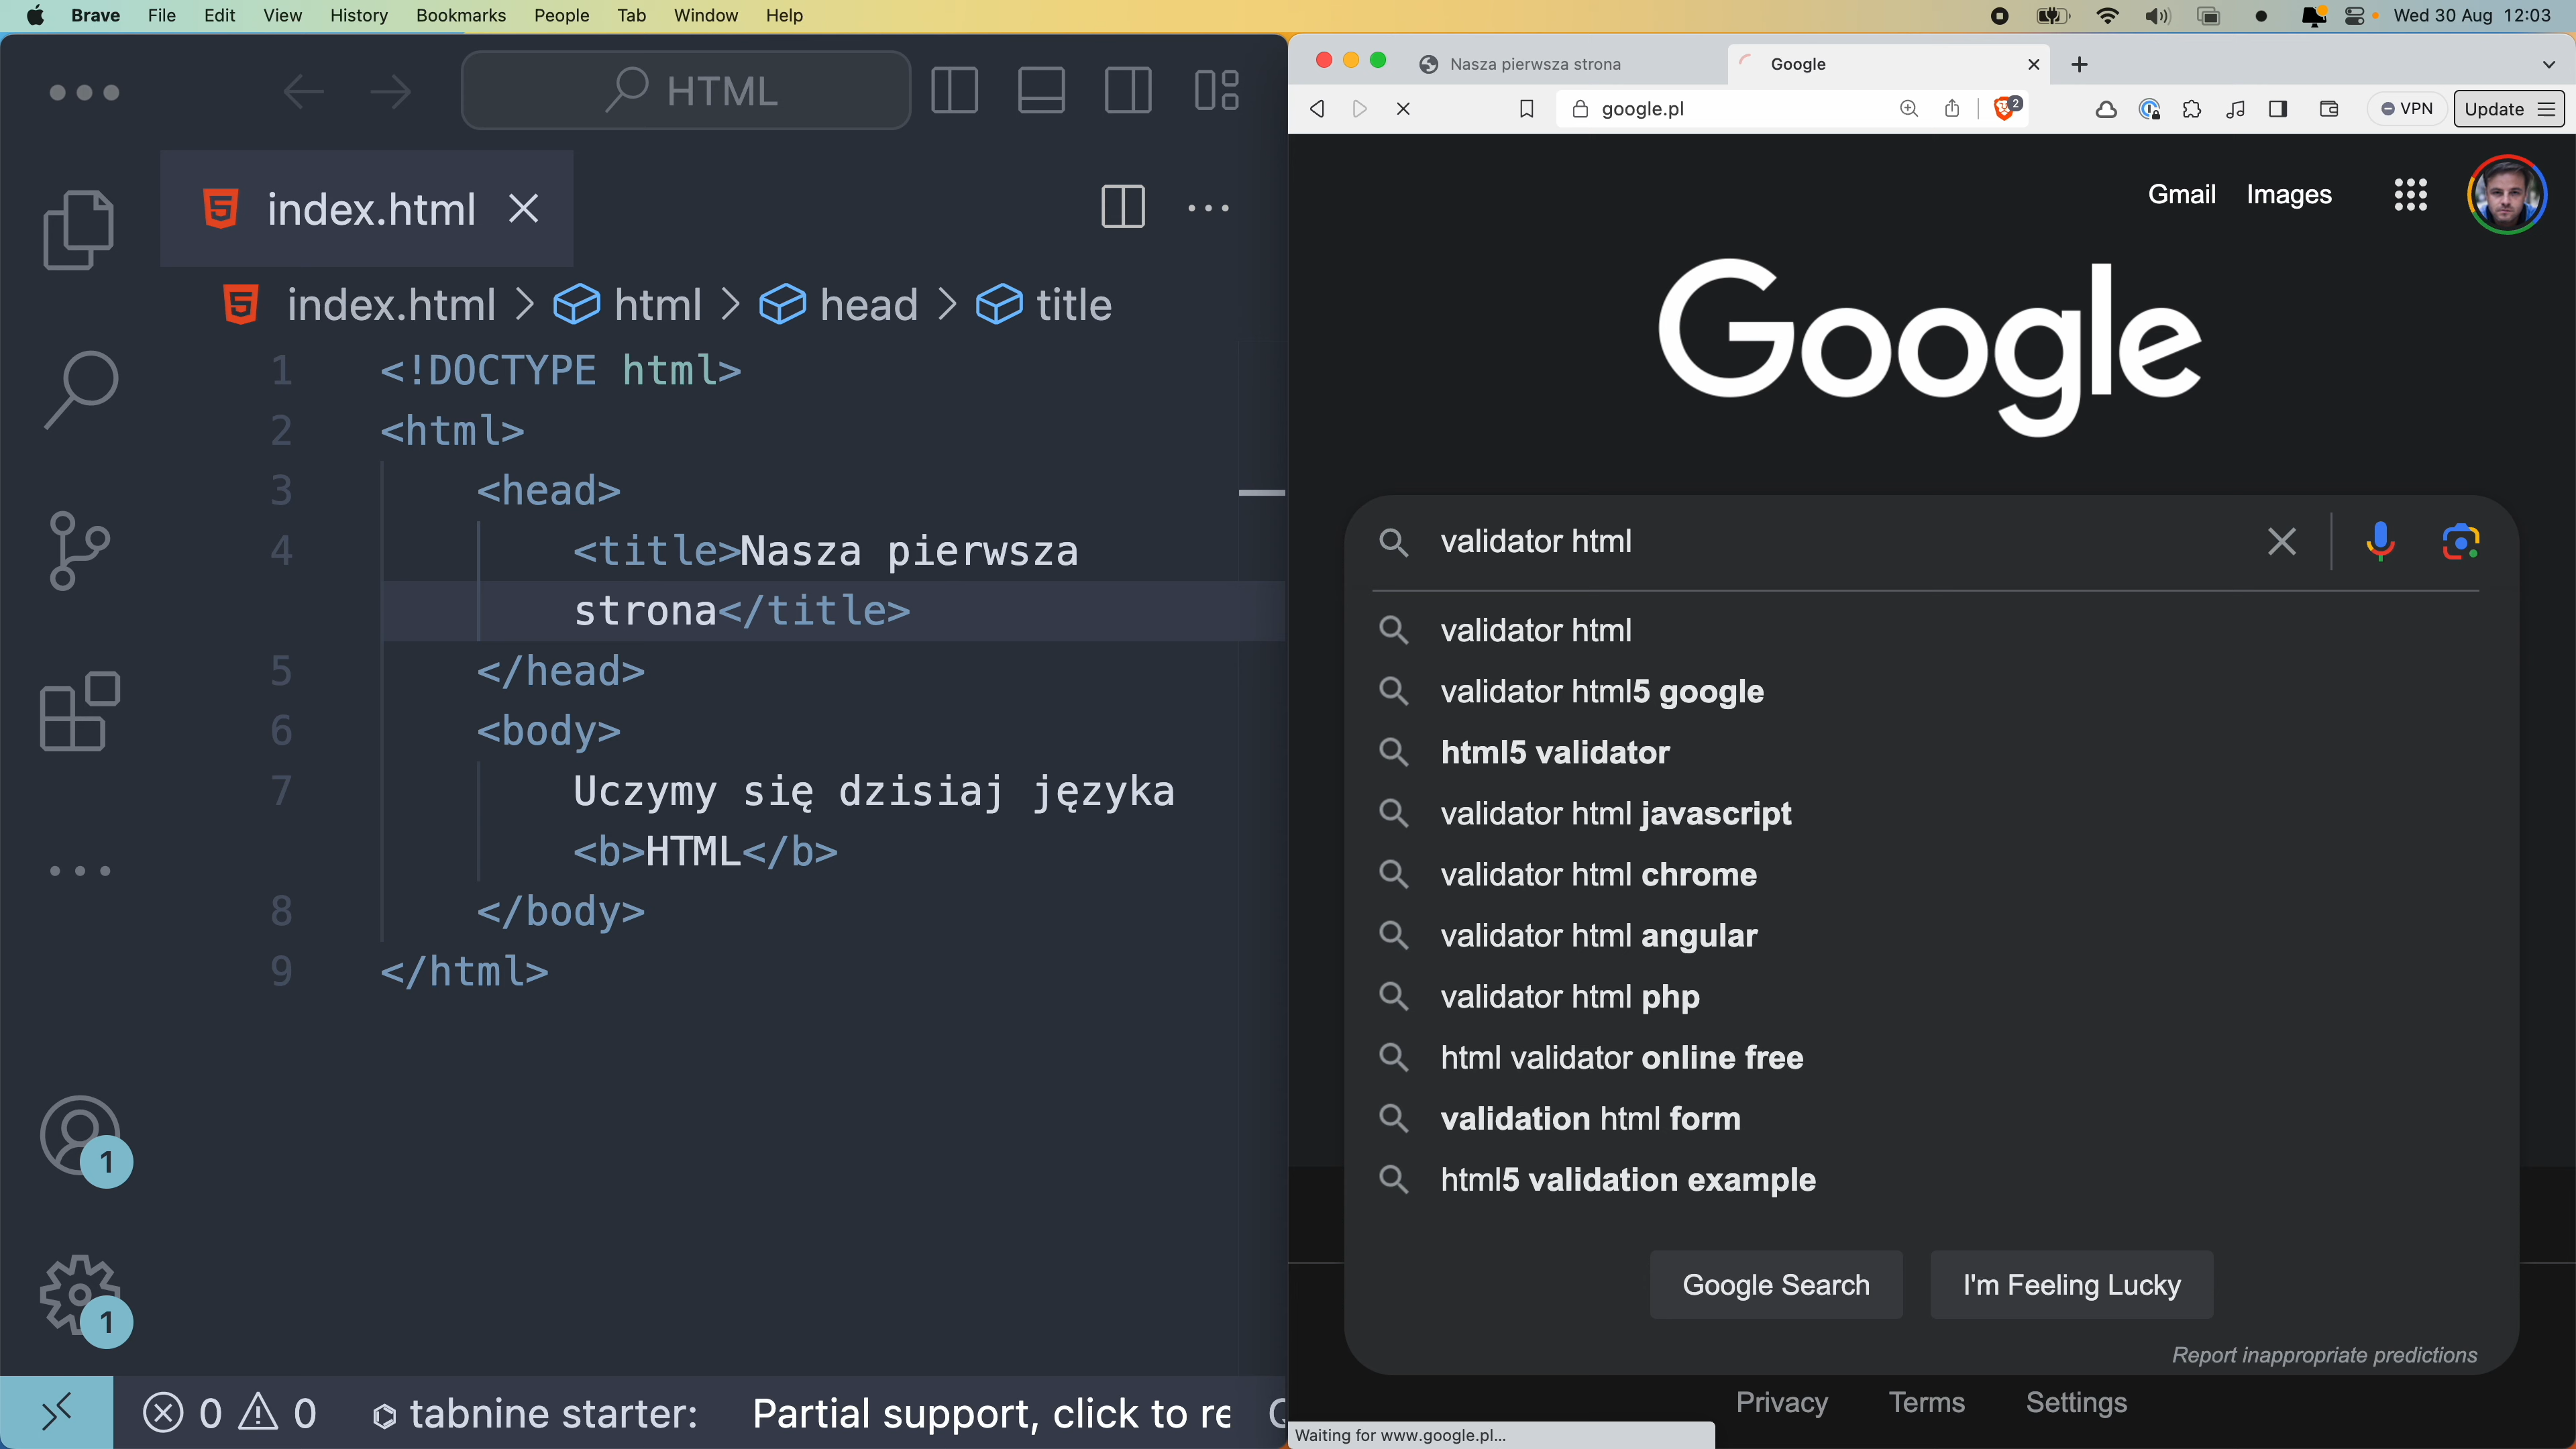 Brave File Edit View History Bookmarks People Tab Window Help
Wed 30 Aug 12:03
HTML
index.html
index.html > html > head > title
1 <!DOCTYPE html>
2 <html>
3 <head>
4 <title>Nasza pierwsza
strona</title>
5 </head>
6 <body>
7 Uczymy się dzisiaj języka
<b>HTML</b>
8 </body>
9 </html>
1
1
0 0 tabnine starter: Partial support, click to re
Nasza pierwsza strona
Google
google.pl
2
VPN
Update
Gmail Images
Google
validator html
validator html
validator html5 google
html5 validator
validator html javascript
validator html chrome
validator html angular
validator html php
html validator online free
validation html form
html5 validation example
Google Search I'm Feeling Lucky
Report inappropriate predictions
Privacy Terms Settings
Waiting for www.google.pl...